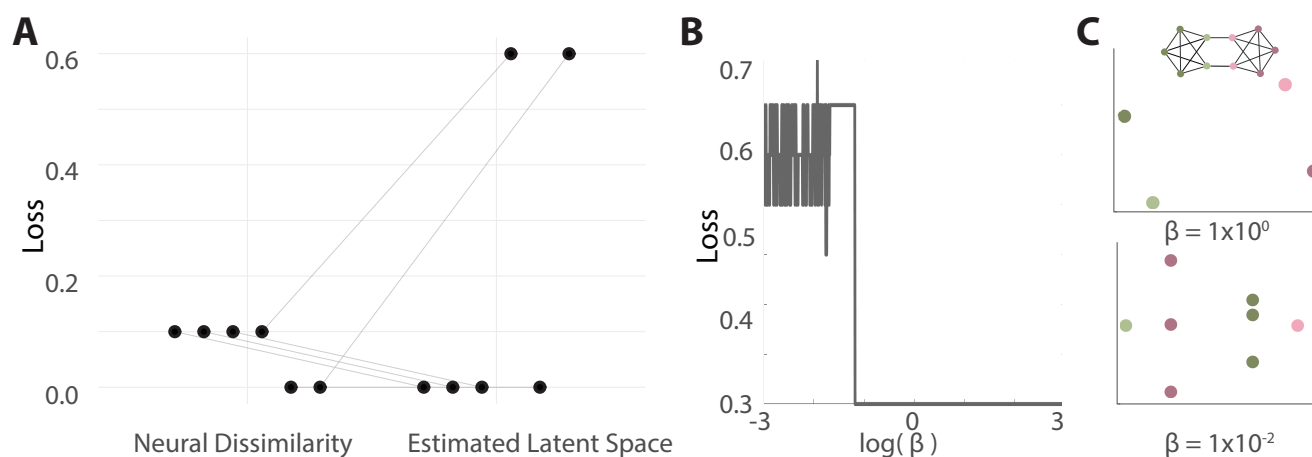 A
Loss
0.6
0.4
0.2
0.0
Neural Dissimilarity
Estimated Latent Space
B
Loss
0.7
0.6
0.5
0.4
0.3
-3
0
3
log( β )
C
β = 1x10⁰
β = 1x10⁻²